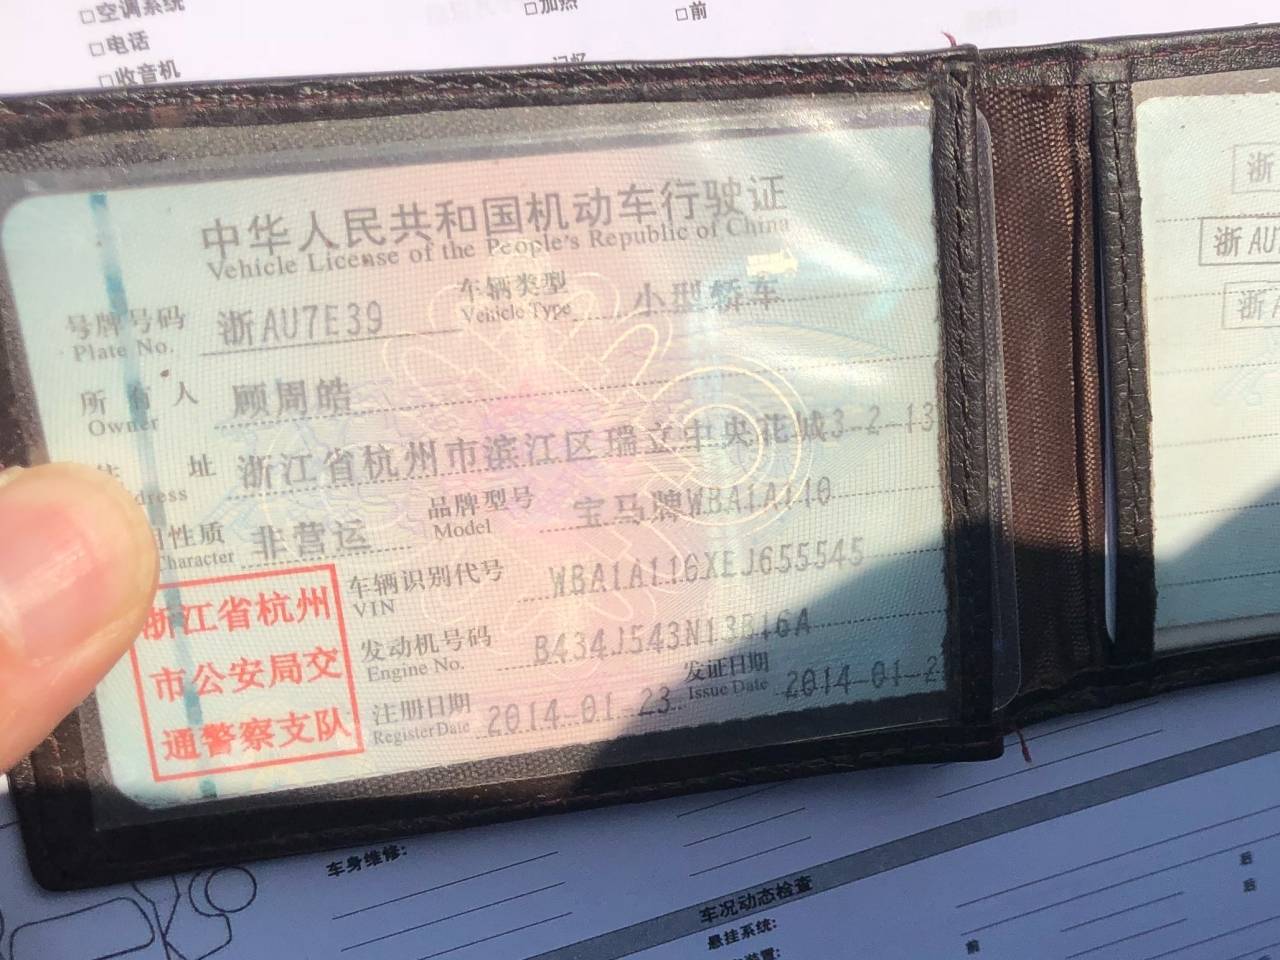 □空调系统
□加热
□前
□电话
□收音机
中华人民共和国机动车行驶证
Vehicle License of the People's Republic of China
号牌号码 浙AU7E39 车辆类型 小型轿车
Plate No. Vehicle Type
所有人 顾周皓
Owner
址 浙江省杭州市滨江区瑞立中央花城3-2-13
品牌型号 宝马牌WBA1A110
性质 非营运 Model
Character
车辆识别代号 WBA1A116XEJ655545
VIN
发动机号码 B434J543N13B16A
Engine No.
注册日期 2014-01-23 发证日期 2014-01-2
Register Date Issue Date
浙江省杭州
市公安局交
通警察支队
浙
浙AU7
浙
车身维修:
车况动态检查
悬挂系统:
后
后
前